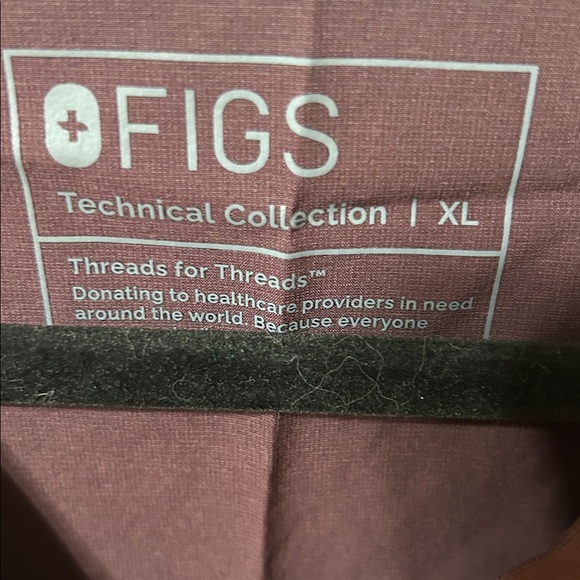 FIGS
Technical Collection | XL
Threads for Threads™
Donating to healthcare providers in need
around the world. Because everyone